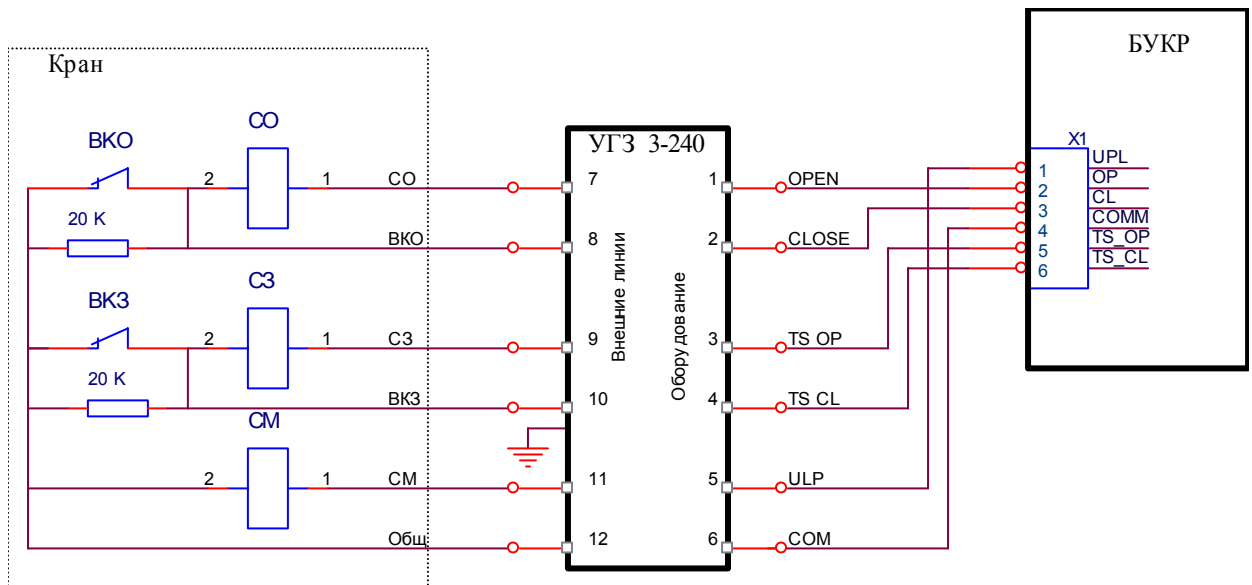 Кран
БУКР
СО
ВКО
УГЗ 3-240
X1
2
1
СО
7
1
OPEN
1
UPL
2
OP
3
CL
4
COMM
5
TS_OP
6
TS_CL
20 К
ВКО
8
2
CLOSE
СЗ
ВКЗ
Внешние линии
Оборудование
2
1
СЗ
9
3
TS OP
20 К
ВКЗ
10
4
TS CL
СМ
2
1
СМ
11
5
ULP
Общ
12
6
COM